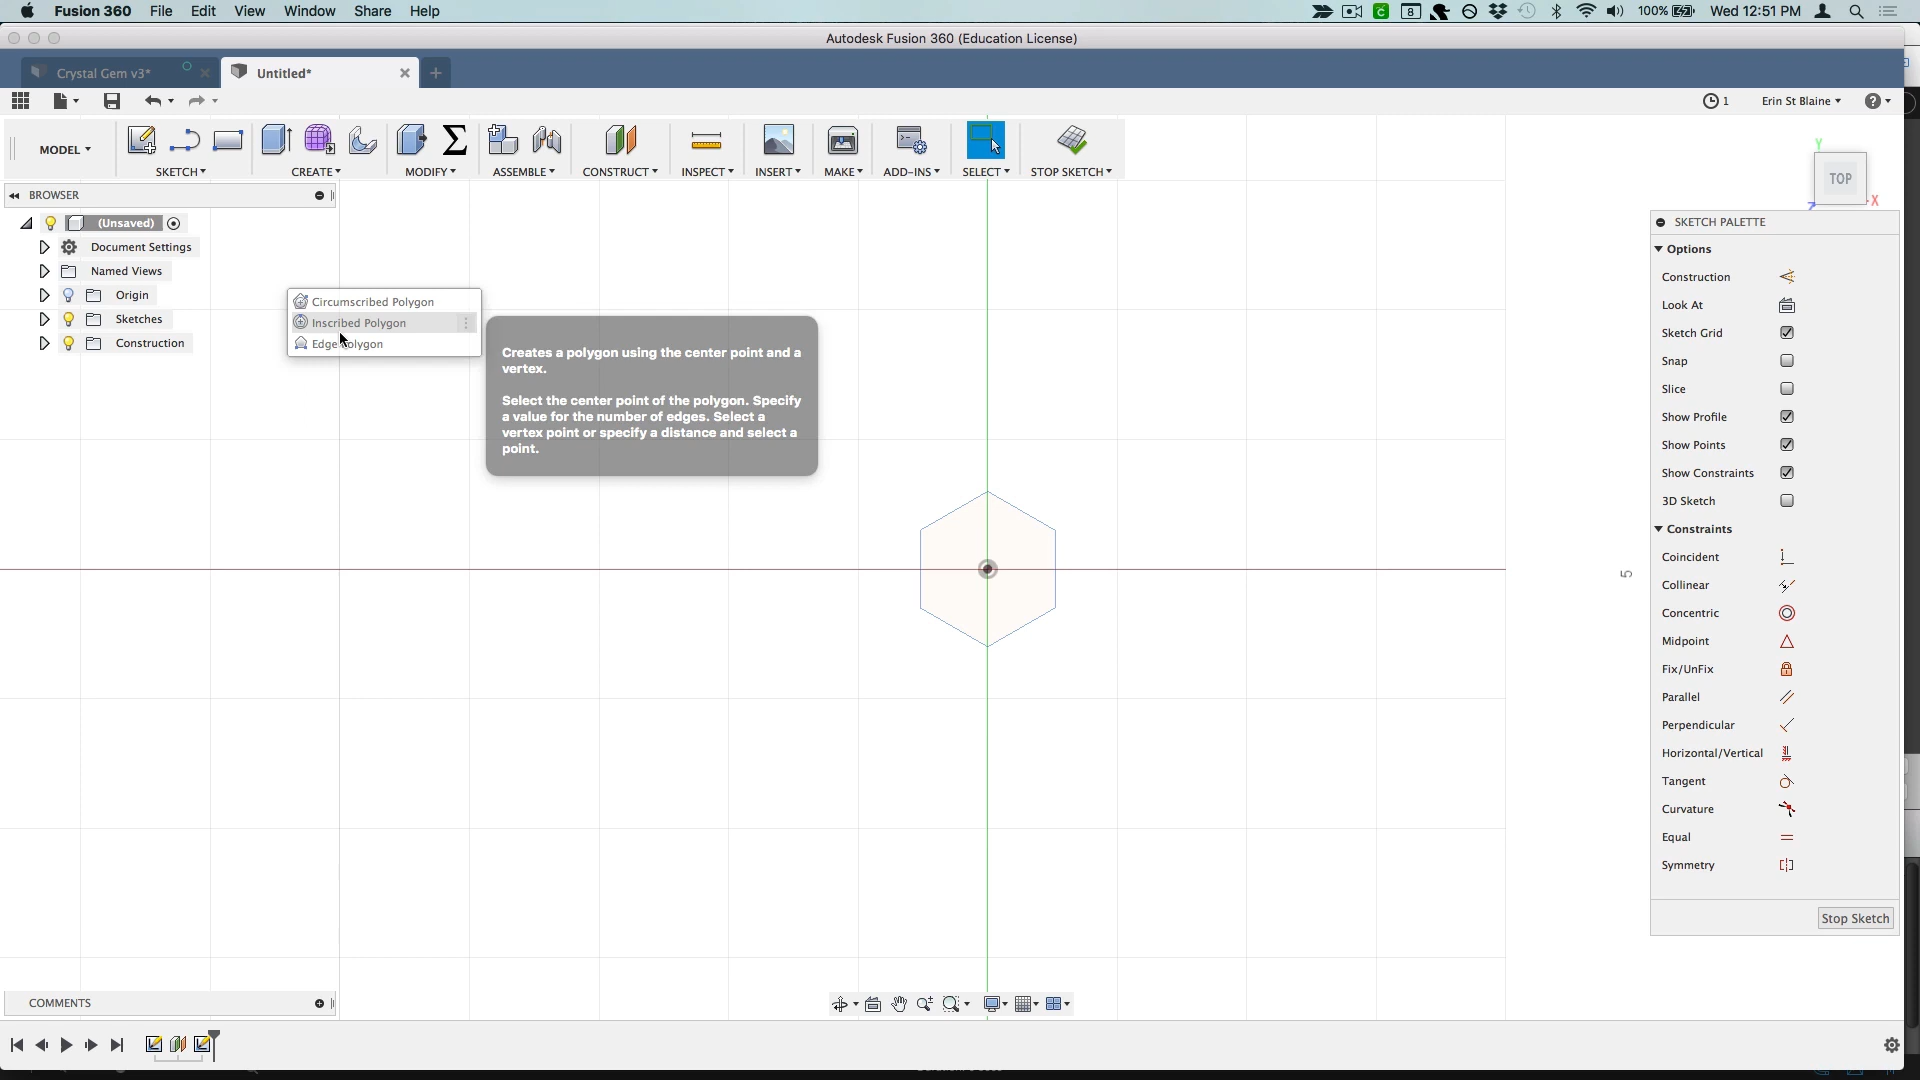 Fusion 360 File Edit View Window Share Help
8 100% Wed 12:51 PM
Autodesk Fusion 360 (Education License)
Crystal Gem v3*
Untitled*
1 Erin St Blaine
MODEL
SKETCH CREATE MODIFY ASSEMBLE CONSTRUCT INSPECT INSERT MAKE ADD-INS SELECT STOP SKETCH
Y
TOP
X
BROWSER
(Unsaved)
Document Settings
Named Views
Origin
Sketches
Construction
Circumscribed Polygon
Inscribed Polygon
Edge Polygon
Creates a polygon using the center point and a
vertex.
Select the center point of the polygon. Specify
a value for the number of edges. Select a
vertex point or specify a distance and select a
point.
5
SKETCH PALETTE
Options
Construction
Look At
Sketch Grid
Snap
Slice
Show Profile
Show Points
Show Constraints
3D Sketch
Constraints
Coincident
Collinear
Concentric
Midpoint
Fix/UnFix
Parallel
Perpendicular
Horizontal/Vertical
Tangent
Curvature
Equal
Symmetry
Stop Sketch
COMMENTS